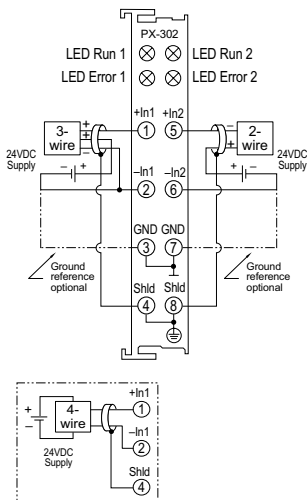 PX-302
LED Run 1 LED Run 2
LED Error 1 LED Error 2
+In1 +In2
3-wire + + − 1 5 − + 2-wire
24VDC Supply − + − + 24VDC Supply
−In1 −In2
2 6
GND GND
3 7
Ground reference optional Ground reference optional
Shld Shld
4 8
+In1
+ − 4-wire 1
−In1
24VDC Supply 2
Shld
4